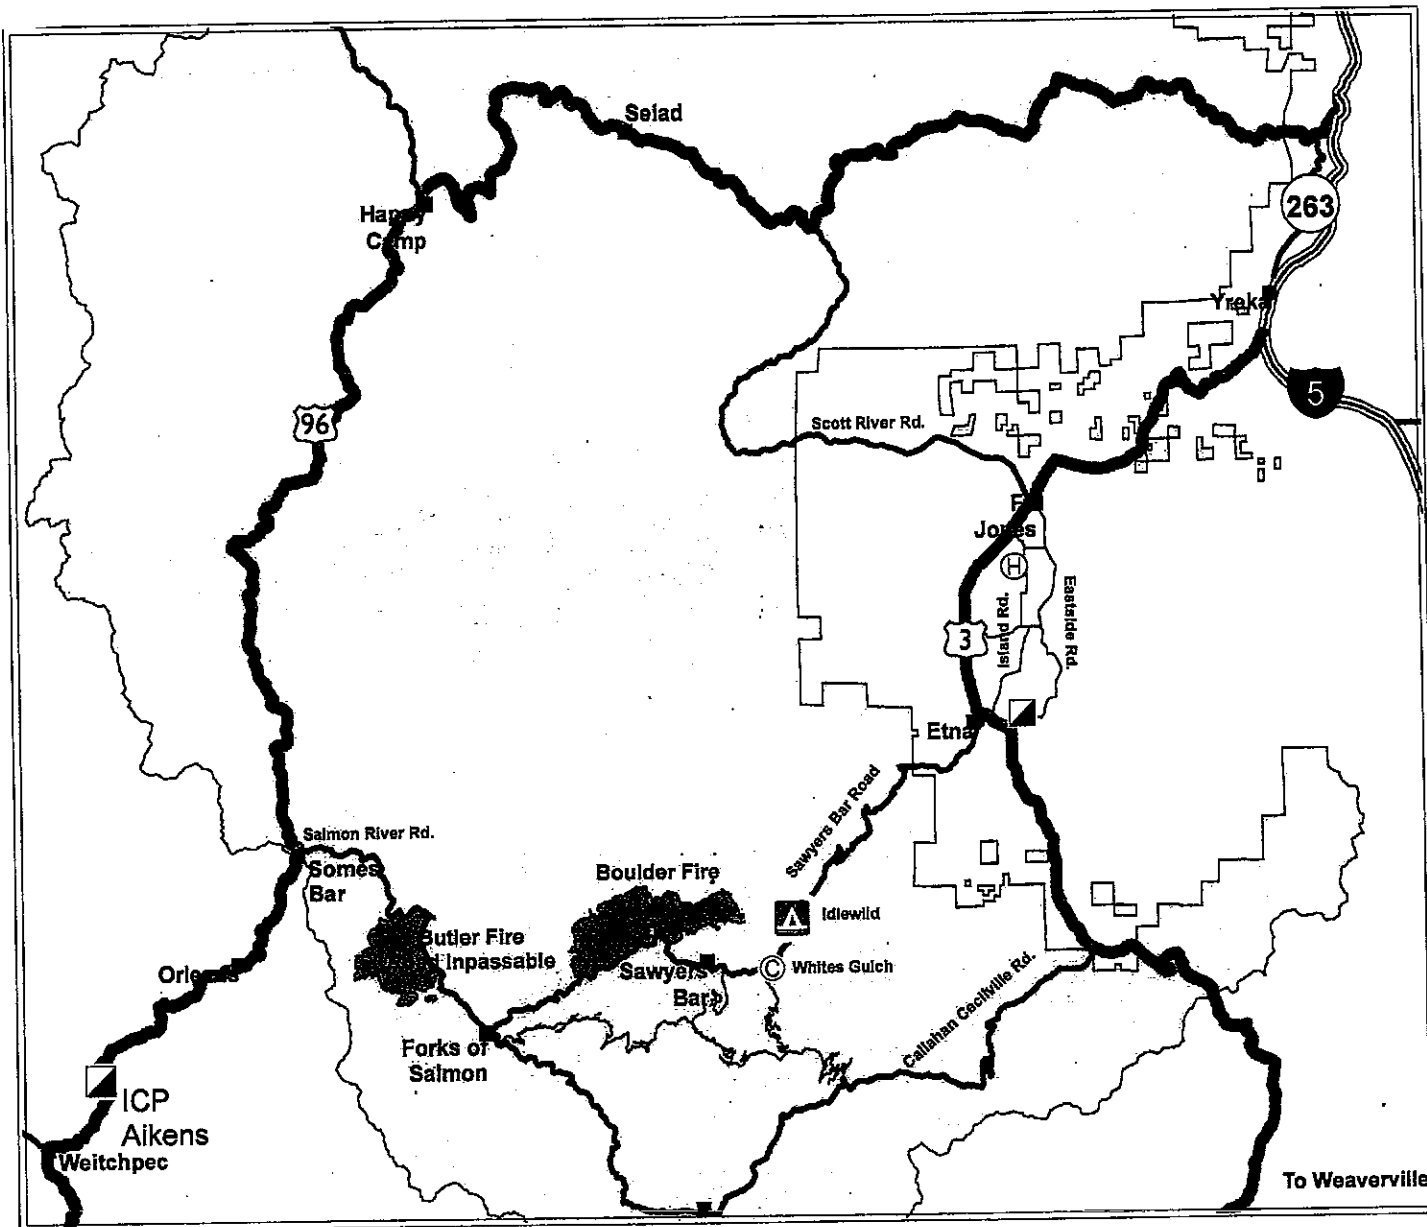 Seiad
263
Happy
Camp
Yreka
5
96
Scott River Rd.
Jones
H
Eastside Rd.
Island Rd.
3
Etna
Sawyers Bar Road
Salmon River Rd.
Somes
Bar
Boulder Fire
Idlewild
Butler Fire
Inpassable
Orleans
Sawyers
Bar
C Whites Gulch
Callahan Cecilville Rd.
Forks of
Salmon
ICP
Aikens
Weitchpec
To Weaverville